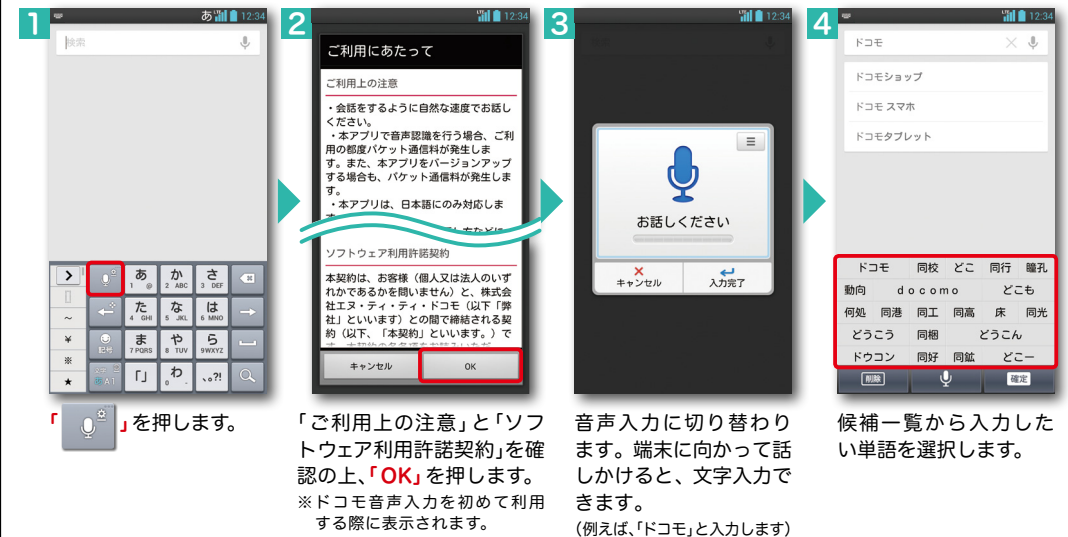 1
あ 12:34
検索
>
あ
1 @
か
2 ABC
さ
3 DEF
~
た
4 GHI
な
5 JKL
は
6 MNO
¥
記号
ま
7 PQRS
や
8 TUV
ら
9 WXYZ
※
★
あA1
「」
わ
0
、。?!
「 」を押します。
2
12:34
ご利用にあたって
ご利用上の注意
・会話をするように自然な速度でお話し
ください。
・本アプリで音声認識を行う場合、ご利
用の都度パケット通信料が発生しま
す。また、本アプリをバージョンアップ
する場合も、パケット通信料が発生しま
す。
・本アプリは、日本語にのみ対応しま
ソフトウェア利用許諾契約
本契約は、お客様（個人又は法人のいず
れかであるかを問いません）と、株式会
社エヌ・ティ・ティ・ドコモ（以下「弊
社」といいます）との間で締結される契
約（以下、「本契約」といいます。）で
キャンセル OK
「ご利用上の注意」と「ソフ
トウェア利用許諾契約」を確
認の上、「OK」を押します。
※ドコモ音声入力を初めて利用
する際に表示されます。
3
12:34
お話しください
キャンセル 入力完了
音声入力に切り替わり
ます。端末に向かって話
しかけると、文字入力で
きます。
(例えば、「ドコモ」と入力します)
4
12:34
ドコモ
ドコモショップ
ドコモ スマホ
ドコモタブレット
ドコモ 同校 どこ 同行 瞳孔
動向 ｄｏｃｏｍｏ どこも
何処 同港 同工 同高 床 同光
どうこう 同梱 どうこん
ドウコン 同好 同鉱 どこー
削除 確定
候補一覧から入力した
い単語を選択します。